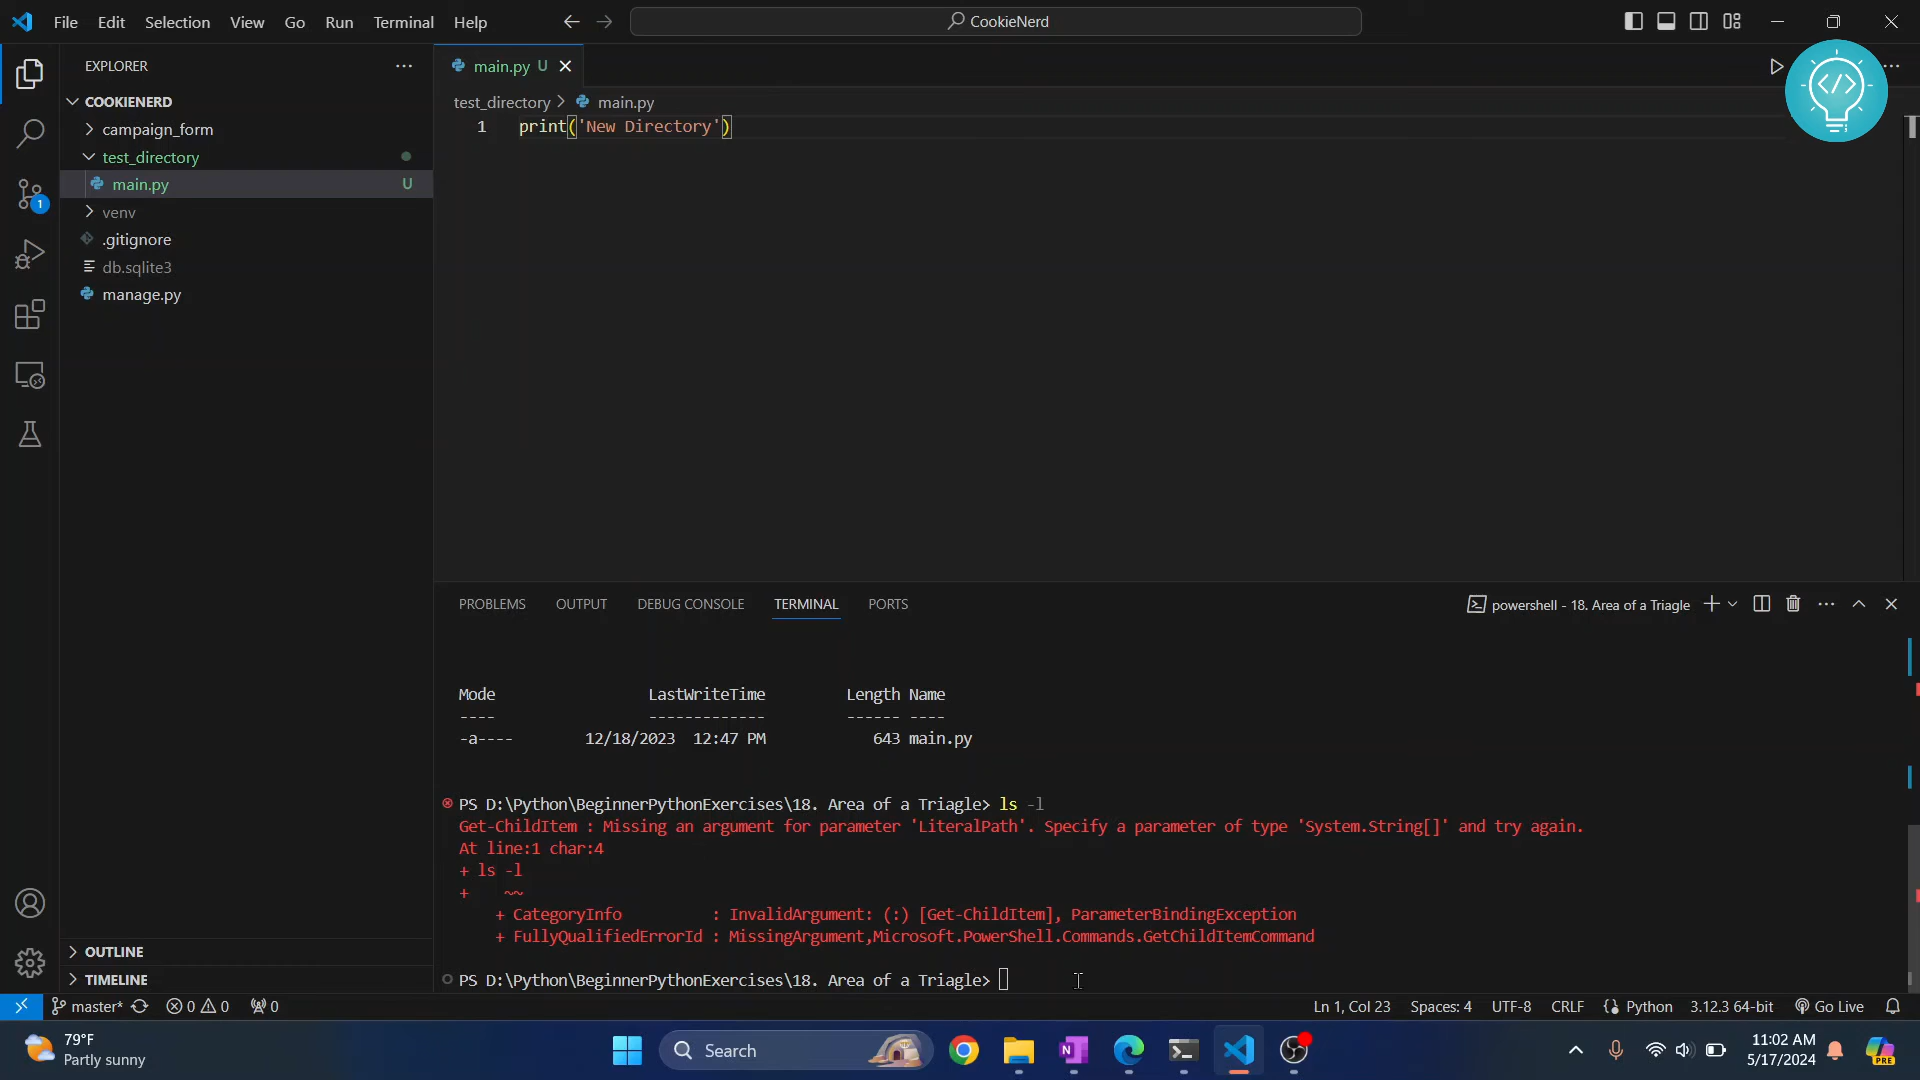 File Edit Selection View Go Run Terminal Help
CookieNerd
EXPLORER
COOKIENERD
campaign_form
test_directory
main.py U
venv
.gitignore
db.sqlite3
manage.py
OUTLINE
TIMELINE
1
main.py U
test_directory > main.py
1 print('New Directory')
</>
PROBLEMS OUTPUT DEBUG CONSOLE TERMINAL PORTS
powershell - 18. Area of a Triagle
Mode LastWriteTime Length Name
---- ------------- ------ ----
-a---- 12/18/2023 12:47 PM 643 main.py
PS D:\Python\BeginnerPythonExercises\18. Area of a Triagle> ls -l
Get-ChildItem : Missing an argument for parameter 'LiteralPath'. Specify a parameter of type 'System.String[]' and try again.
At line:1 char:4
+ ls -l
+ ~~
+ CategoryInfo : InvalidArgument: (:) [Get-ChildItem], ParameterBindingException
+ FullyQualifiedErrorId : MissingArgument,Microsoft.PowerShell.Commands.GetChildItemCommand
PS D:\Python\BeginnerPythonExercises\18. Area of a Triagle>
master* 0 0 0
Ln 1, Col 23 Spaces: 4 UTF-8 CRLF Python 3.12.3 64-bit Go Live
79°F
Partly sunny
Search
11:02 AM
5/17/2024
PRE